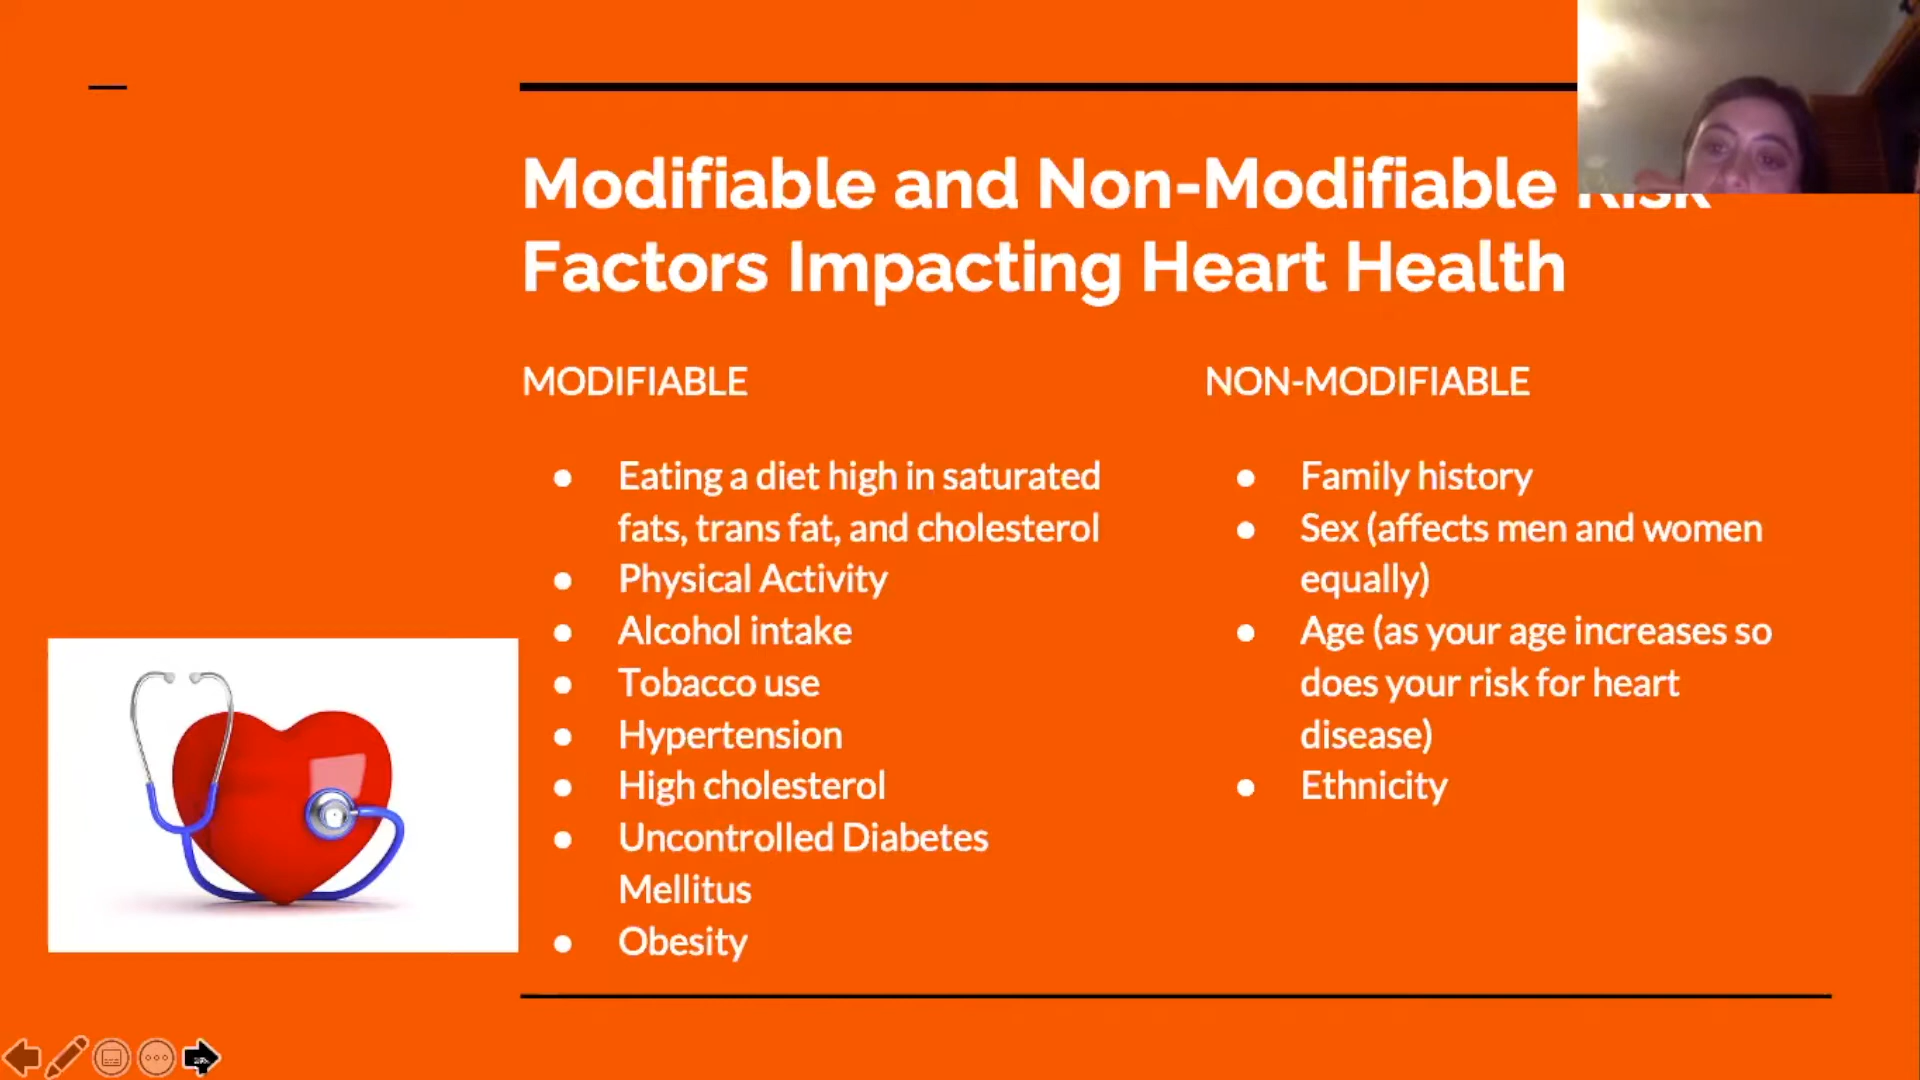 Modifiable and Non-Modifiable Risk
Factors Impacting Heart Health
MODIFIABLE
● Eating a diet high in saturated
fats, trans fat, and cholesterol
● Physical Activity
● Alcohol intake
● Tobacco use
● Hypertension
● High cholesterol
● Uncontrolled Diabetes
Mellitus
● Obesity
NON-MODIFIABLE
● Family history
● Sex (affects men and women
equally)
● Age (as your age increases so
does your risk for heart
disease)
● Ethnicity